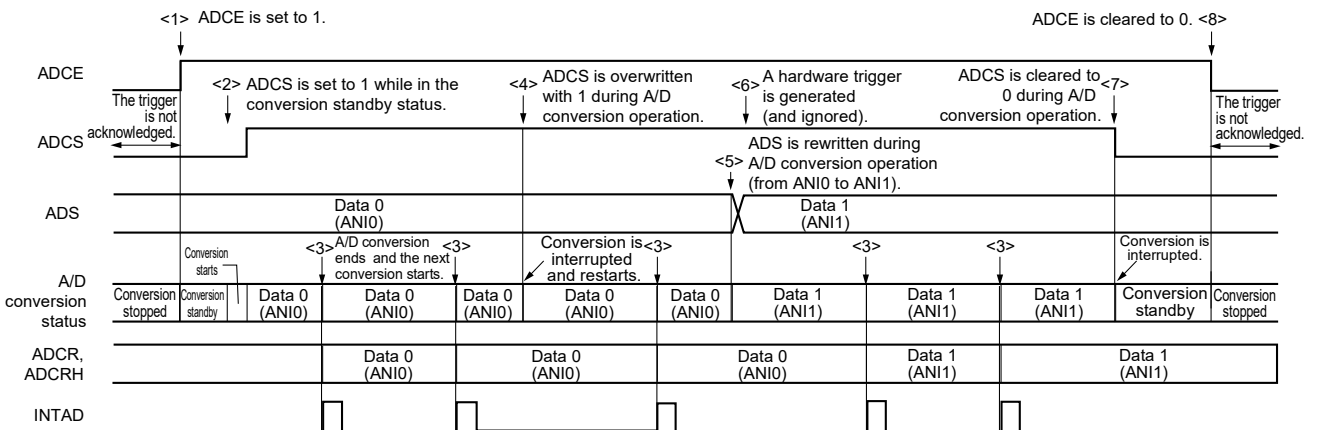 <1> ADCE is set to 1.
ADCE is cleared to 0. <8>
ADCE
<2> ADCS is set to 1 while in the
conversion standby status.
<4> ADCS is overwritten
with 1 during A/D
conversion operation.
<6> A hardware trigger
is generated
(and ignored).
ADCS is cleared to <7>
0 during A/D
conversion operation.
The trigger
is not
acknowledged.
The trigger
is not
acknowledged.
ADCS
<5> ADS is rewritten during
A/D conversion operation
(from ANI0 to ANI1).
ADS
Data 0
(ANI0)
Data 1
(ANI1)
Conversion
starts
<3> A/D conversion
ends and the next
conversion starts.
<3>
Conversion is
interrupted
and restarts.
<3>
<3>
<3>
Conversion is
interrupted.
A/D
conversion
status
Conversion
stopped
Conversion
standby
Data 0
(ANI0)
Data 0
(ANI0)
Data 0
(ANI0)
Data 0
(ANI0)
Data 0
(ANI0)
Data 1
(ANI1)
Data 1
(ANI1)
Data 1
(ANI1)
Conversion
standby
Conversion
stopped
ADCR,
ADCRH
Data 0
(ANI0)
Data 0
(ANI0)
Data 0
(ANI0)
Data 1
(ANI1)
Data 1
(ANI1)
INTAD